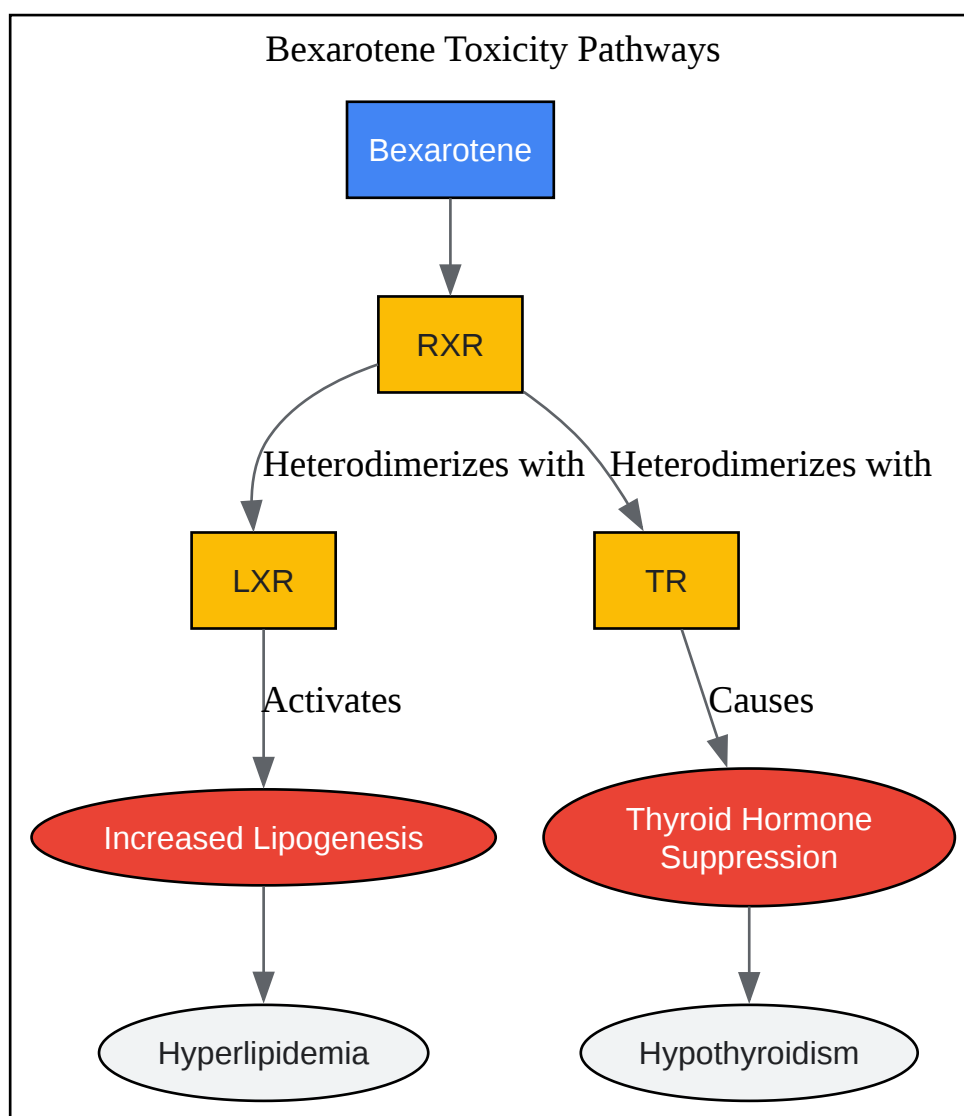 Bexarotene Toxicity Pathways
Bexarotene
RXR
Heterodimerizes with
Heterodimerizes with
LXR
TR
Activates
Causes
Increased Lipogenesis
Thyroid Hormone
Suppression
Hyperlipidemia
Hypothyroidism